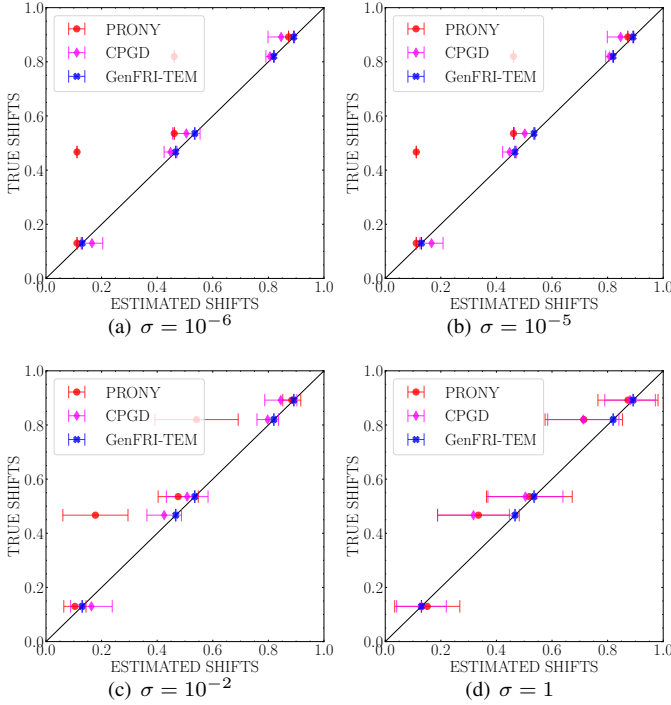 1.0
0.8
0.6
0.4
0.2
0.0
TRUE SHIFTS
PRONY
CPGD
GenFRI-TEM
0.0 0.2 0.4 0.6 0.8 1.0
ESTIMATED SHIFTS
(a) σ = 10⁻⁶
1.0
0.8
0.6
0.4
0.2
0.0
TRUE SHIFTS
PRONY
CPGD
GenFRI-TEM
0.0 0.2 0.4 0.6 0.8 1.0
ESTIMATED SHIFTS
(b) σ = 10⁻⁵
1.0
0.8
0.6
0.4
0.2
0.0
TRUE SHIFTS
PRONY
CPGD
GenFRI-TEM
0.0 0.2 0.4 0.6 0.8 1.0
ESTIMATED SHIFTS
(c) σ = 10⁻²
1.0
0.8
0.6
0.4
0.2
0.0
TRUE SHIFTS
PRONY
CPGD
GenFRI-TEM
0.0 0.2 0.4 0.6 0.8 1.0
ESTIMATED SHIFTS
(d) σ = 1